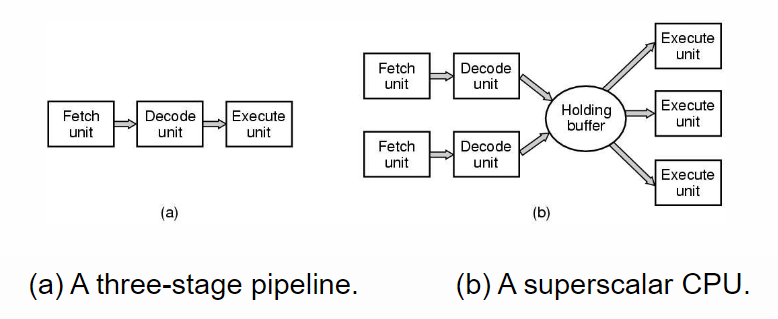 Fetch
unit
Decode
unit
Execute
unit
(a)
Fetch
unit
Decode
unit
Fetch
unit
Decode
unit
Holding
buffer
Execute
unit
Execute
unit
Execute
unit
(b)
(a) A three-stage pipeline.
(b) A superscalar CPU.